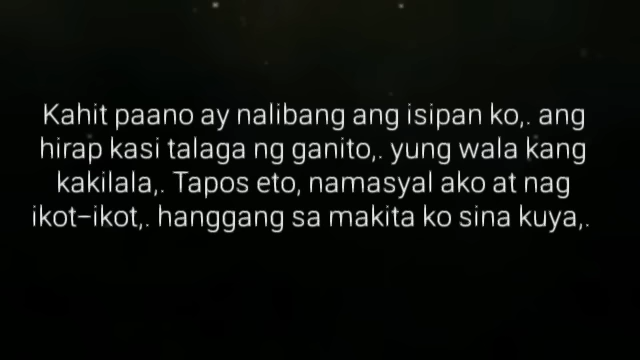 Kahit paano ay nalibang ang isipan ko,. ang
hirap kasi talaga ng ganito,. yung wala kang
kakilala,. Tapos eto, namasyal ako at nag
ikot-ikot,. hanggang sa makita ko sina kuya,.